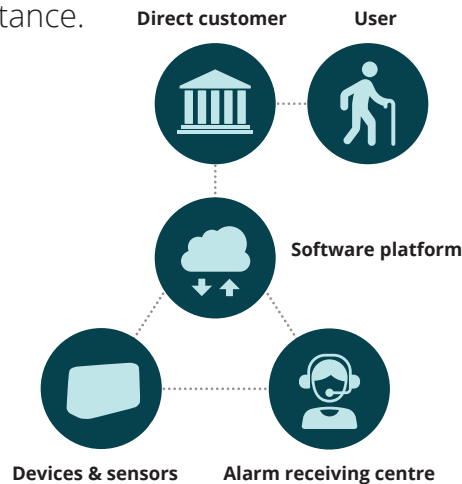 tance.
Direct customer
User
Software platform
Devices & sensors
Alarm receiving centre